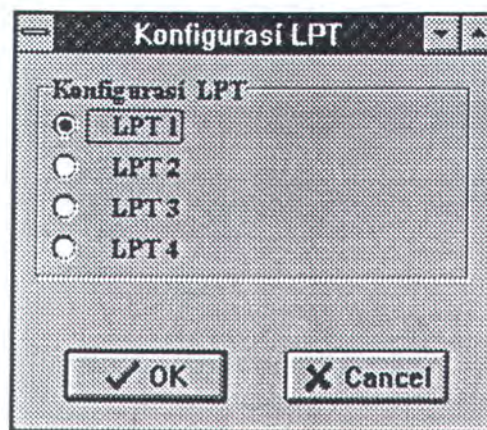 Konfigurasi LPT
Konfigurasi LPT
LPT 1
LPT 2
LPT 3
LPT 4
OK
Cancel